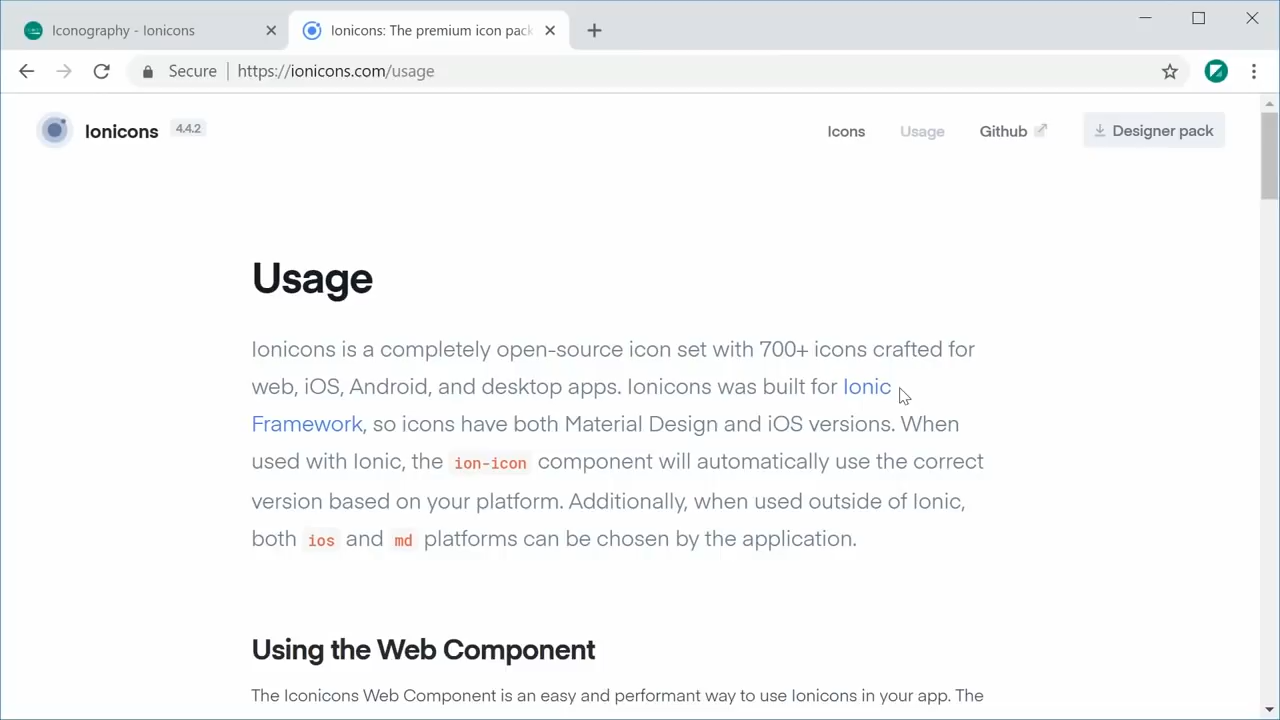 Iconography - Ionicons
Ionicons: The premium icon pack
Secure
https://ionicons.com/usage
Ionicons
4.4.2
Icons
Usage
Github
Designer pack
Usage
Ionicons is a completely open-source icon set with 700+ icons crafted for
web, iOS, Android, and desktop apps. Ionicons was built for Ionic
Framework, so icons have both Material Design and iOS versions. When
used with Ionic, the ion-icon component will automatically use the correct
version based on your platform. Additionally, when used outside of Ionic,
both ios and md platforms can be chosen by the application.
Using the Web Component
The Iconicons Web Component is an easy and performant way to use Ionicons in your app. The